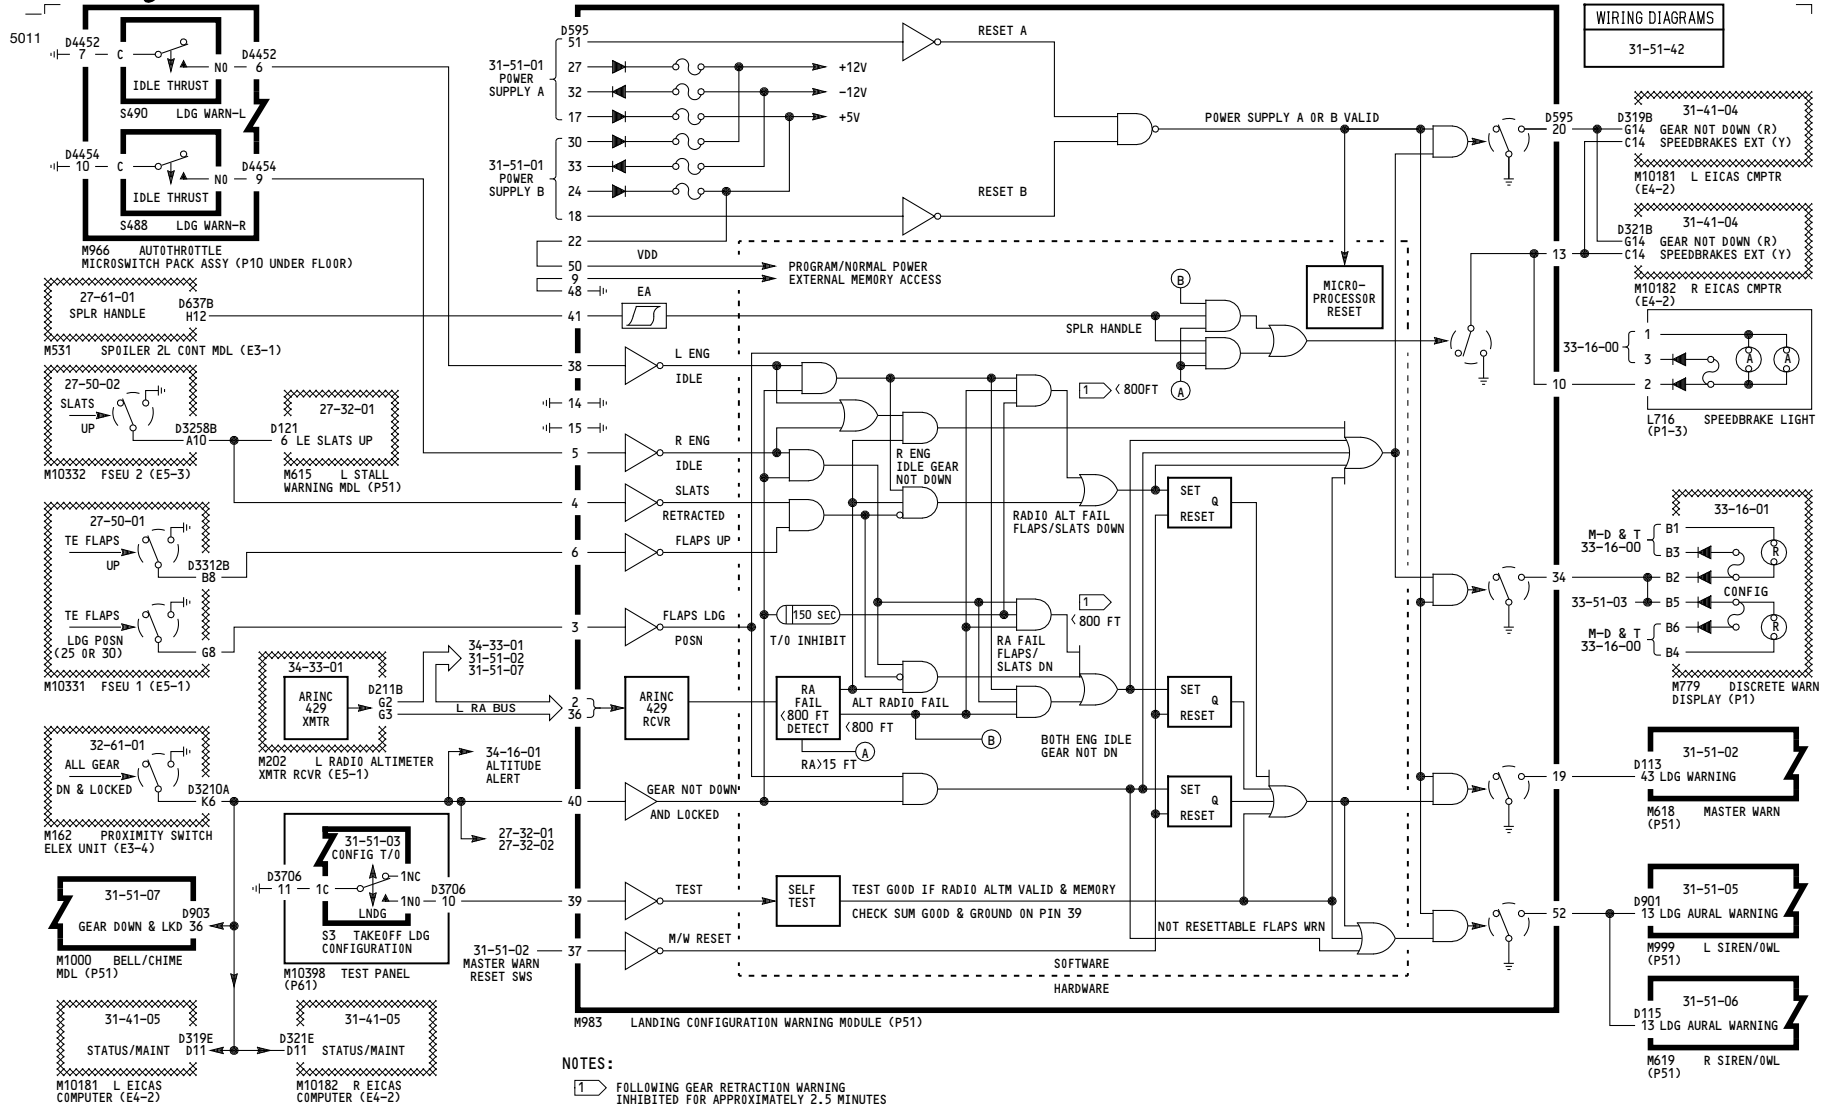 5011
WIRING DIAGRAMS
31-51-42
D4452
7
C
NO
D4452
6
IDLE THRUST
S490 LDG WARN-L
D4454
10
C
NO
D4454
9
IDLE THRUST
S488 LDG WARN-R
M966 AUTOTHROTTLE
MICROSWITCH PACK ASSY (P10 UNDER FLOOR)
27-61-01
SPLR HANDLE
D637B
H12
M531 SPOILER 2L CONT MDL (E3-1)
27-50-02
SLATS
UP
D3258B
A10
M10332 FSEU 2 (E5-3)
27-32-01
D121
6 LE SLATS UP
M615 L STALL
WARNING MDL (P51)
27-50-01
TE FLAPS
UP
D3312B
B8
TE FLAPS
LDG POSN
(25 OR 30)
G8
M10331 FSEU 1 (E5-1)
34-33-01
ARINC
429
XMTR
D211B
G2
G3
34-33-01
31-51-02
31-51-07
L RA BUS
M202 L RADIO ALTIMETER
XMTR RCVR (E5-1)
32-61-01
ALL GEAR
DN & LOCKED
D3210A
K6
M162 PROXIMITY SWITCH
ELEX UNIT (E3-4)
34-16-01
ALTITUDE
ALERT
27-32-01
27-32-02
31-51-07
D903
GEAR DOWN & LKD 36
M1000 BELL/CHIME
MDL (P51)
31-51-03
CONFIG T/O
D3706
11
1C
1NC
1NO
D3706
10
LNDG
S3 TAKEOFF LDG
CONFIGURATION
M10398 TEST PANEL
(P61)
31-51-02
MASTER WARN
RESET SWS
31-41-05
D319E
STATUS/MAINT D11
M10181 L EICAS
COMPUTER (E4-2)
31-41-05
D321E
D11 STATUS/MAINT
M10182 R EICAS
COMPUTER (E4-2)
D595
51
31-51-01
POWER
SUPPLY A
27
32
17
31-51-01
POWER
SUPPLY B
30
33
24
18
22
50
9
48
41
38
14
15
5
4
6
3
2
36
40
39
37
RESET A
+12V
-12V
+5V
RESET B
VDD
PROGRAM/NORMAL POWER
EXTERNAL MEMORY ACCESS
EA
L ENG
IDLE
R ENG
IDLE
SLATS
RETRACTED
FLAPS UP
FLAPS LDG
POSN
ARINC
429
RCVR
GEAR NOT DOWN
AND LOCKED
TEST
M/W RESET
POWER SUPPLY A OR B VALID
MICRO-
PROCESSOR
RESET
B
SPLR HANDLE
A
1 <800FT
R ENG
IDLE GEAR
NOT DOWN
RADIO ALT FAIL
FLAPS/SLATS DOWN
SET
Q
RESET
150 SEC
T/O INHIBIT
1
<800 FT
RA FAIL
FLAPS/
SLATS DN
RA
FAIL
<800 FT
DETECT
ALT RADIO FAIL
<800 FT
A
RA>15 FT
B
BOTH ENG IDLE
GEAR NOT DN
SET
RESET
SET
Q
RESET
SELF
TEST
TEST GOOD IF RADIO ALTM VALID & MEMORY
CHECK SUM GOOD & GROUND ON PIN 39
NOT RESETTABLE FLAPS WRN
SOFTWARE
HARDWARE
M983 LANDING CONFIGURATION WARNING MODULE (P51)
D595
20
13
10
34
19
52
31-41-04
D319B
G14 GEAR NOT DOWN (R)
C14 SPEEDBRAKES EXT (Y)
M10181 L EICAS CMPTR
(E4-2)
31-41-04
D321B
G14 GEAR NOT DOWN (R)
C14 SPEEDBRAKES EXT (Y)
M10182 R EICAS CMPTR
(E4-2)
33-16-00
1
3
2
A
A
L716 SPEEDBRAKE LIGHT
(P1-3)
33-16-01
M-D & T
33-16-00
B1
B3
R
B2
CONFIG
33-51-03
B5
M-D & T
33-16-00
B6
R
B4
M779 DISCRETE WARN
DISPLAY (P1)
31-51-02
D113
43 LDG WARNING
M618 MASTER WARN
(P51)
31-51-05
D901
13 LDG AURAL WARNING
M999 L SIREN/OWL
(P51)
31-51-06
D115
13 LDG AURAL WARNING
M619 R SIREN/OWL
(P51)
NOTES:
1 FOLLOWING GEAR RETRACTION WARNING
INHIBITED FOR APPROXIMATELY 2.5 MINUTES